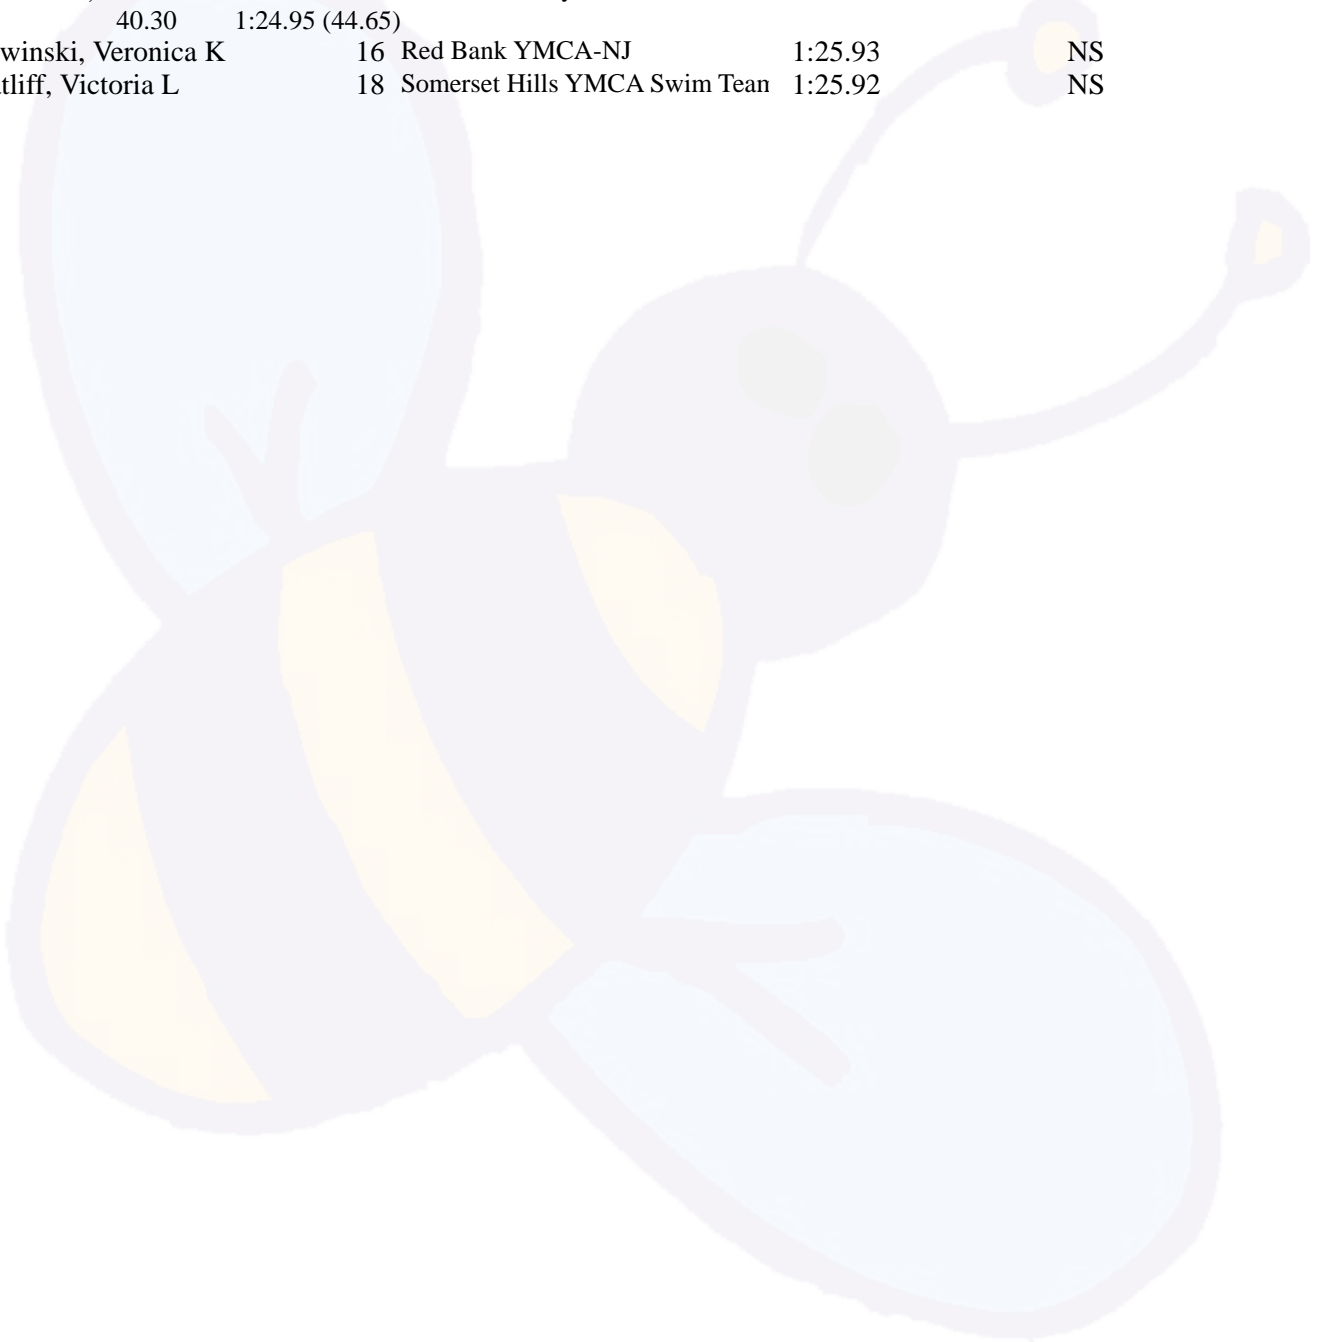 40.30 1:24.95 (44.65)
winski, Veronica K 16 Red Bank YMCA-NJ 1:25.93 NS
tliff, Victoria L 18 Somerset Hills YMCA Swim Tean 1:25.92 NS